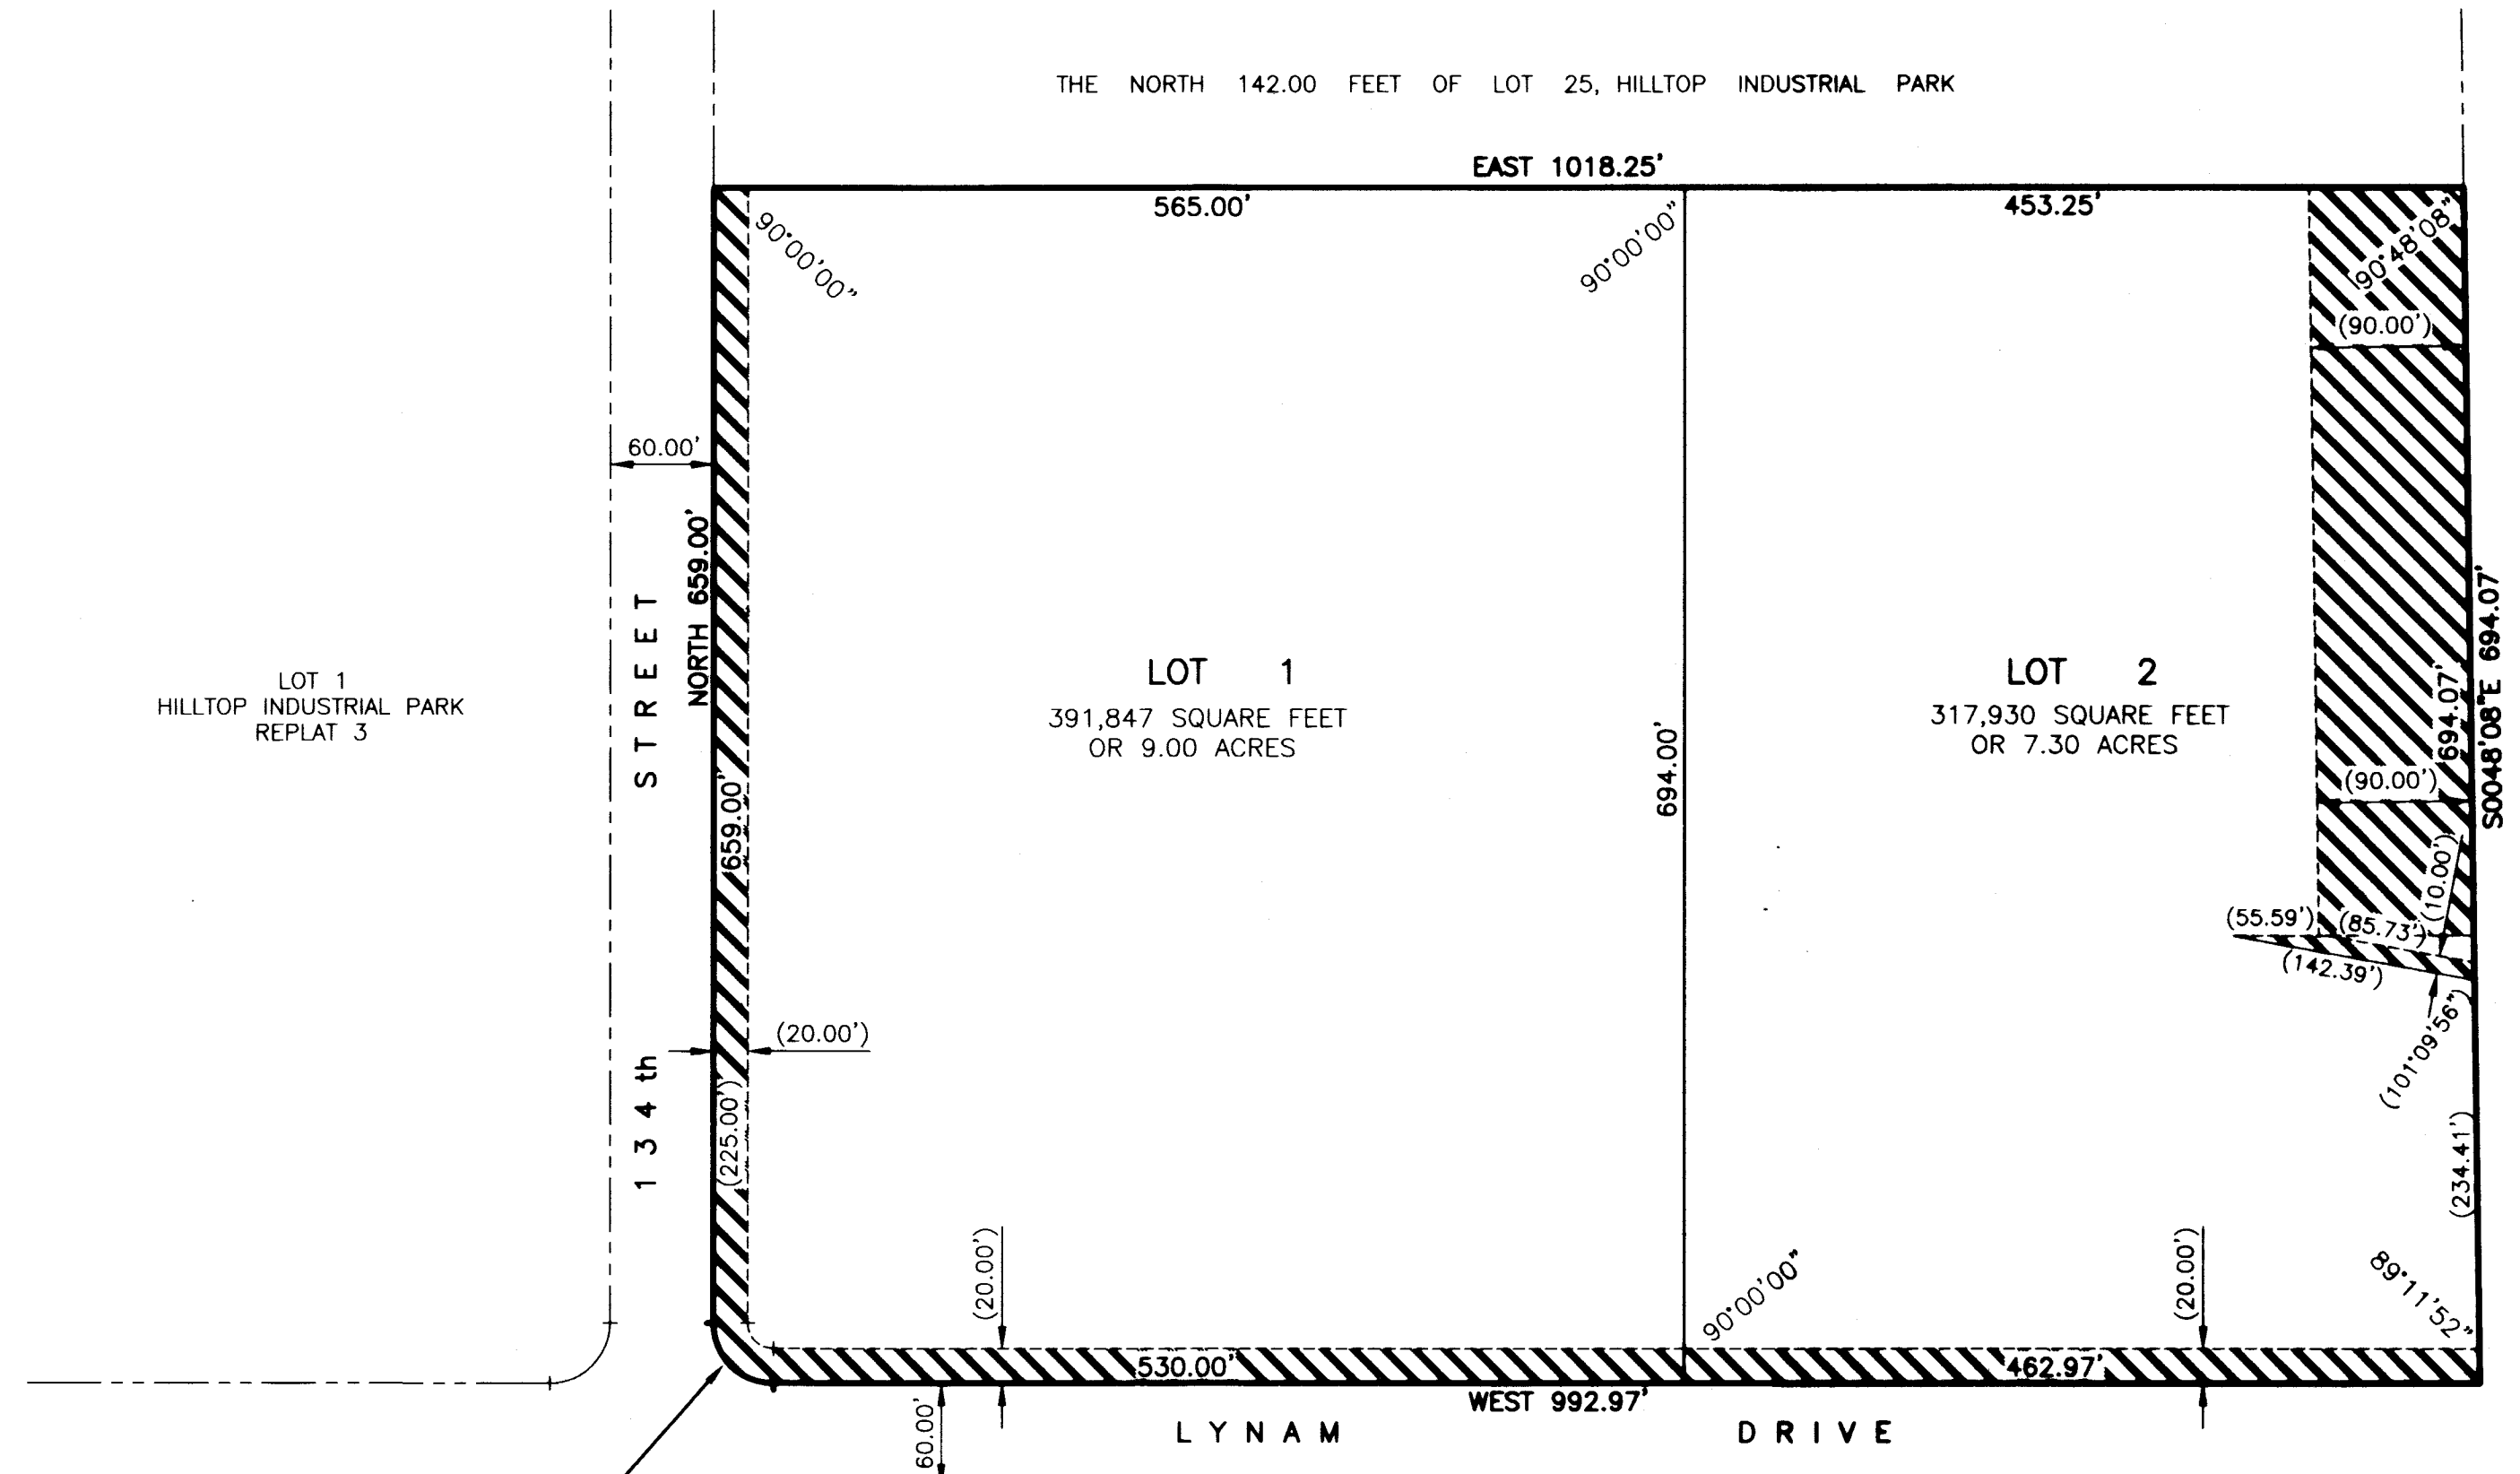 THE NORTH 142.00 FEET OF LOT 25, HILLTOP INDUSTRIAL PARK
EAST 1018.25'
565.00'
453.25'
90°00'00"
90°00'00"
90°48'08"
(90.00')
60.00'
NORTH 659.00'
S0048'08"E 694.07'
134th STREET
LOT 1
HILLTOP INDUSTRIAL PARK
REPLAT 3
LOT 1
391,847 SQUARE FEET
OR 9.00 ACRES
LOT 2
317,930 SQUARE FEET
OR 7.30 ACRES
694.07'
694.00'
659.00'
(90.00')
(10.00')
(55.59')
(85.73')
(142.39')
(101°09'56")
(20.00')
(225.00')
(234.41')
(20.00')
(20.00')
90°00'00"
89°11'52"
530.00'
462.97'
WEST 992.97'
60.00'
LYNAM DRIVE